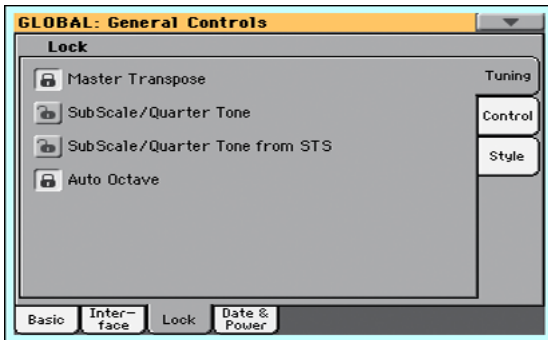 GLOBAL: General Controls
Lock
Master Transpose
SubScale/Quarter Tone
SubScale/Quarter Tone from STS
Auto Octave
Tuning
Control
Style
Basic
Inter-
face
Lock
Date &
Power